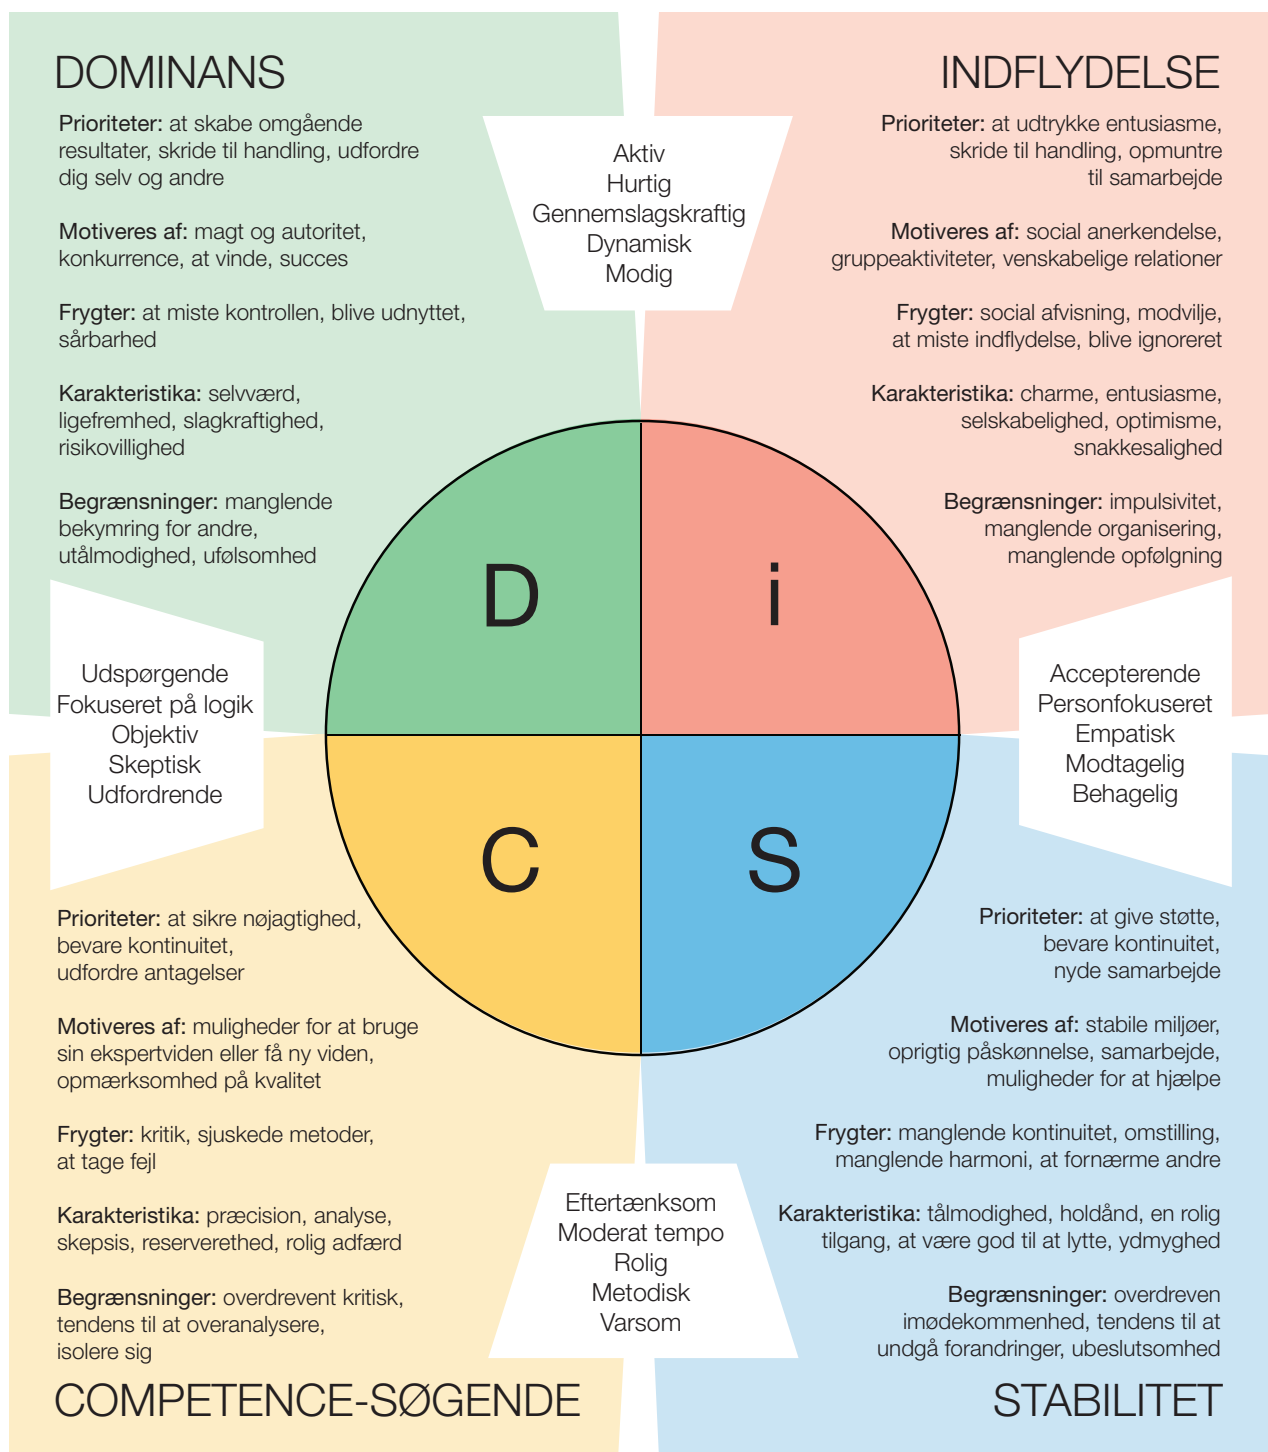 DOMINANS
Prioriteter: at skabe omgående
resultater, skride til handling, udfordre
dig selv og andre
Motiveres af: magt og autoritet,
konkurrence, at vinde, succes
Frygter: at miste kontrollen, blive udnyttet,
sårbarhed
Karakteristika: selvværd,
ligefremhed, slagkraftighed,
risikovillighed
Begrænsninger: manglende
bekymring for andre,
utålmodighed, ufølsomhed
Aktiv
Hurtig
Gennemslagskraftig
Dynamisk
Modig
INDFLYDELSE
Prioriteter: at udtrykke entusiasme,
skride til handling, opmuntre
til samarbejde
Motiveres af: social anerkendelse,
gruppeaktiviteter, venskabelige relationer
Frygter: social afvisning, modvilje,
at miste indflydelse, blive ignoreret
Karakteristika: charme, entusiasme,
selskabelighed, optimisme,
snakkesalighed
Begrænsninger: impulsivitet,
manglende organisering,
manglende opfølgning
D
i
Udspørgende
Fokuseret på logik
Objektiv
Skeptisk
Udfordrende
Accepterende
Personfokuseret
Empatisk
Modtagelig
Behagelig
C
S
Prioriteter: at sikre nøjagtighed,
bevare kontinuitet,
udfordre antagelser
Motiveres af: muligheder for at bruge
sin ekspertviden eller få ny viden,
opmærksomhed på kvalitet
Frygter: kritik, sjuskede metoder,
at tage fejl
Karakteristika: præcision, analyse,
skepsis, reserverethed, rolig adfærd
Begrænsninger: overdrevent kritisk,
tendens til at overanalysere,
isolere sig
COMPETENCE-SØGENDE
Eftertænksom
Moderat tempo
Rolig
Metodisk
Varsom
Prioriteter: at give støtte,
bevare kontinuitet,
nyde samarbejde
Motiveres af: stabile miljøer,
oprigtig påskønnelse, samarbejde,
muligheder for at hjælpe
Frygter: manglende kontinuitet, omstilling,
manglende harmoni, at fornærme andre
Karakteristika: tålmodighed, holdånd, en rolig
tilgang, at være god til at lytte, ydmyghed
Begrænsninger: overdreven
imødekommenhed, tendens til at
undgå forandringer, ubeslutsomhed
STABILITET